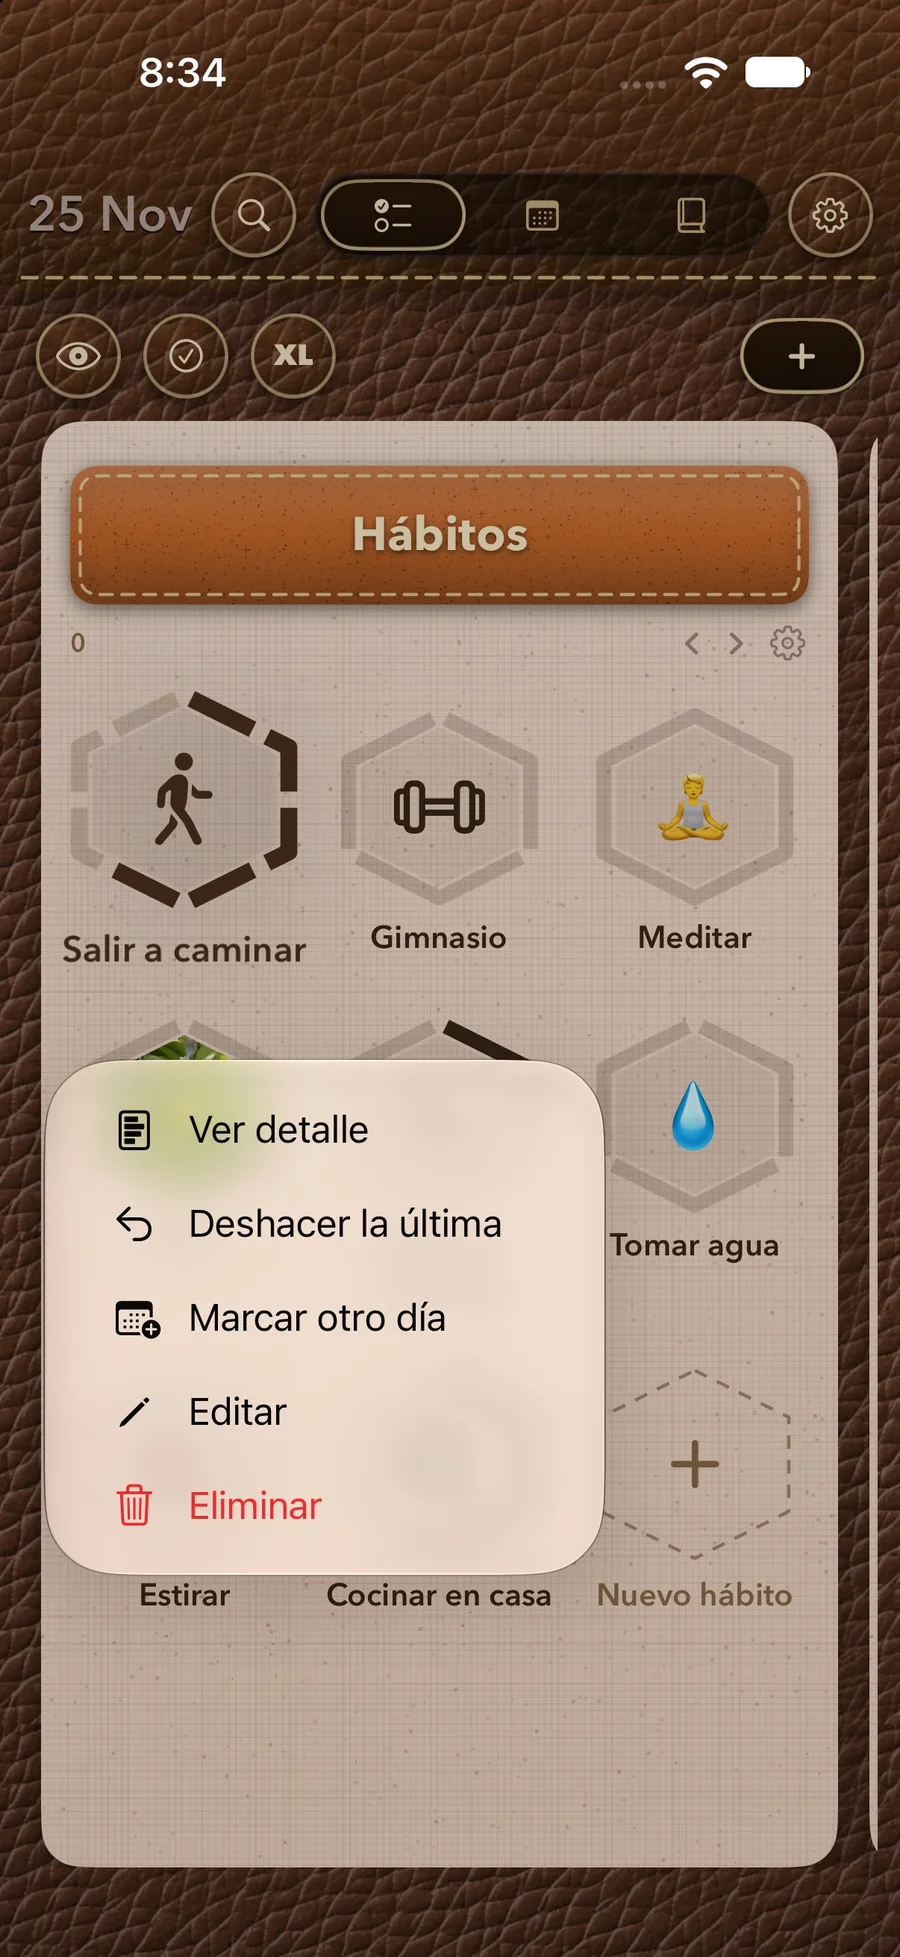 8:34
25 Nov
XL
Hábitos
0
Salir a caminar
Gimnasio
Meditar
Ver detalle
Deshacer la última
Marcar otro día
Editar
Eliminar
Tomar agua
Estirar
Cocinar en casa
Nuevo hábito